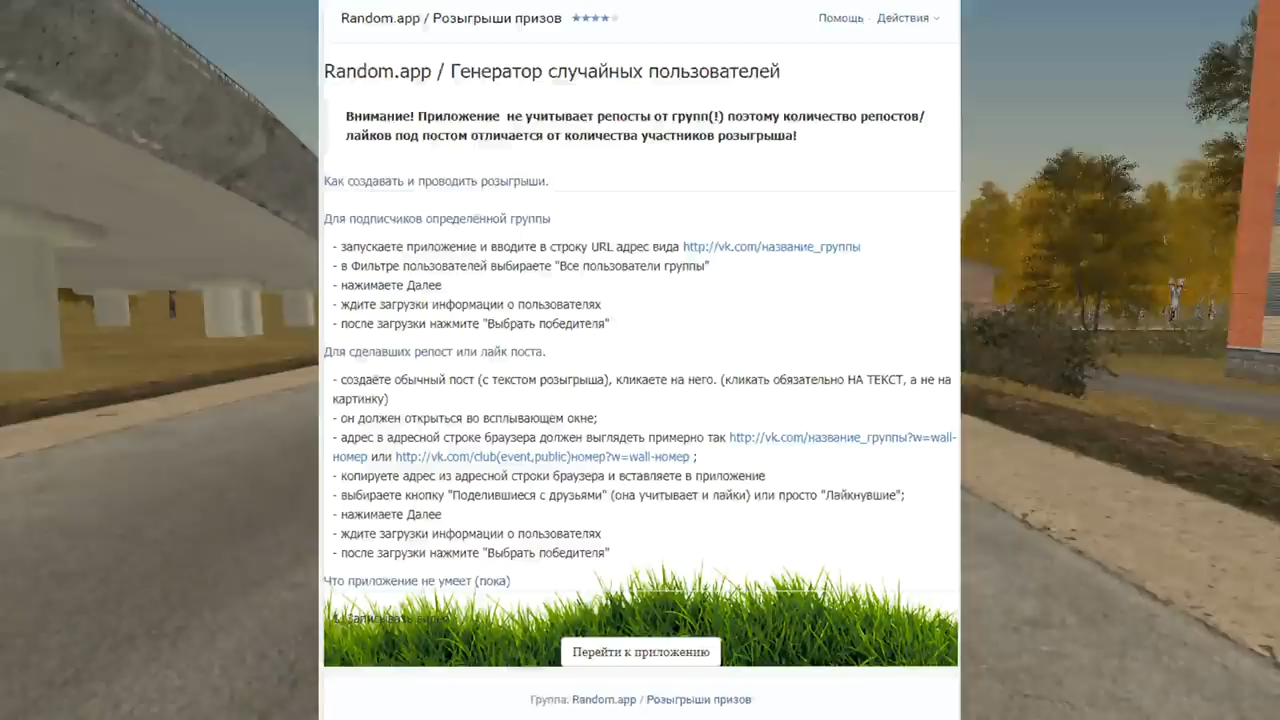 Random.app / Розыгрыши призов
Помощь · Действия
Random.app / Генератор случайных пользователей
Внимание! Приложение не учитывает репосты от групп(!) поэтому количество репостов/
лайков под постом отличается от количества участников розыгрыша!
Как создавать и проводить розыгрыши.
Для подписчиков определенной группы
- запускаете приложение и вводите в строку URL адрес вида http://vk.com/название_группы
- в Фильтре пользователей выбираете "Все пользователи группы"
- нажимаете Далее
- ждите загрузки информации о пользователях
- после загрузки нажмите "Выбрать победителя"
Для сделавших репост или лайк поста.
- создаёте обычный пост (с текстом розыгрыша), кликаете на него. (кликать обязательно НА ТЕКСТ, а не на
картинку)
- он должен открыться во всплывающем окне;
- адрес в адресной строке браузера должен выглядеть примерно так http://vk.com/название_группы?w=wall-
номер или http://vk.com/club(event,public)номер?w=wall-номер ;
- копируете адрес из адресной строки браузера и вставляете в приложение
- выбираете кнопку "Поделившиеся с друзьями" (она учитывает и лайки) или просто "Лайкнувшие";
- нажимаете Далее
- ждите загрузки информации о пользователях
- после загрузки нажмите "Выбрать победителя"
Что приложение не умеет (пока)
Записывать
Перейти к приложению
Группа: Random.app / Розыгрыши призов